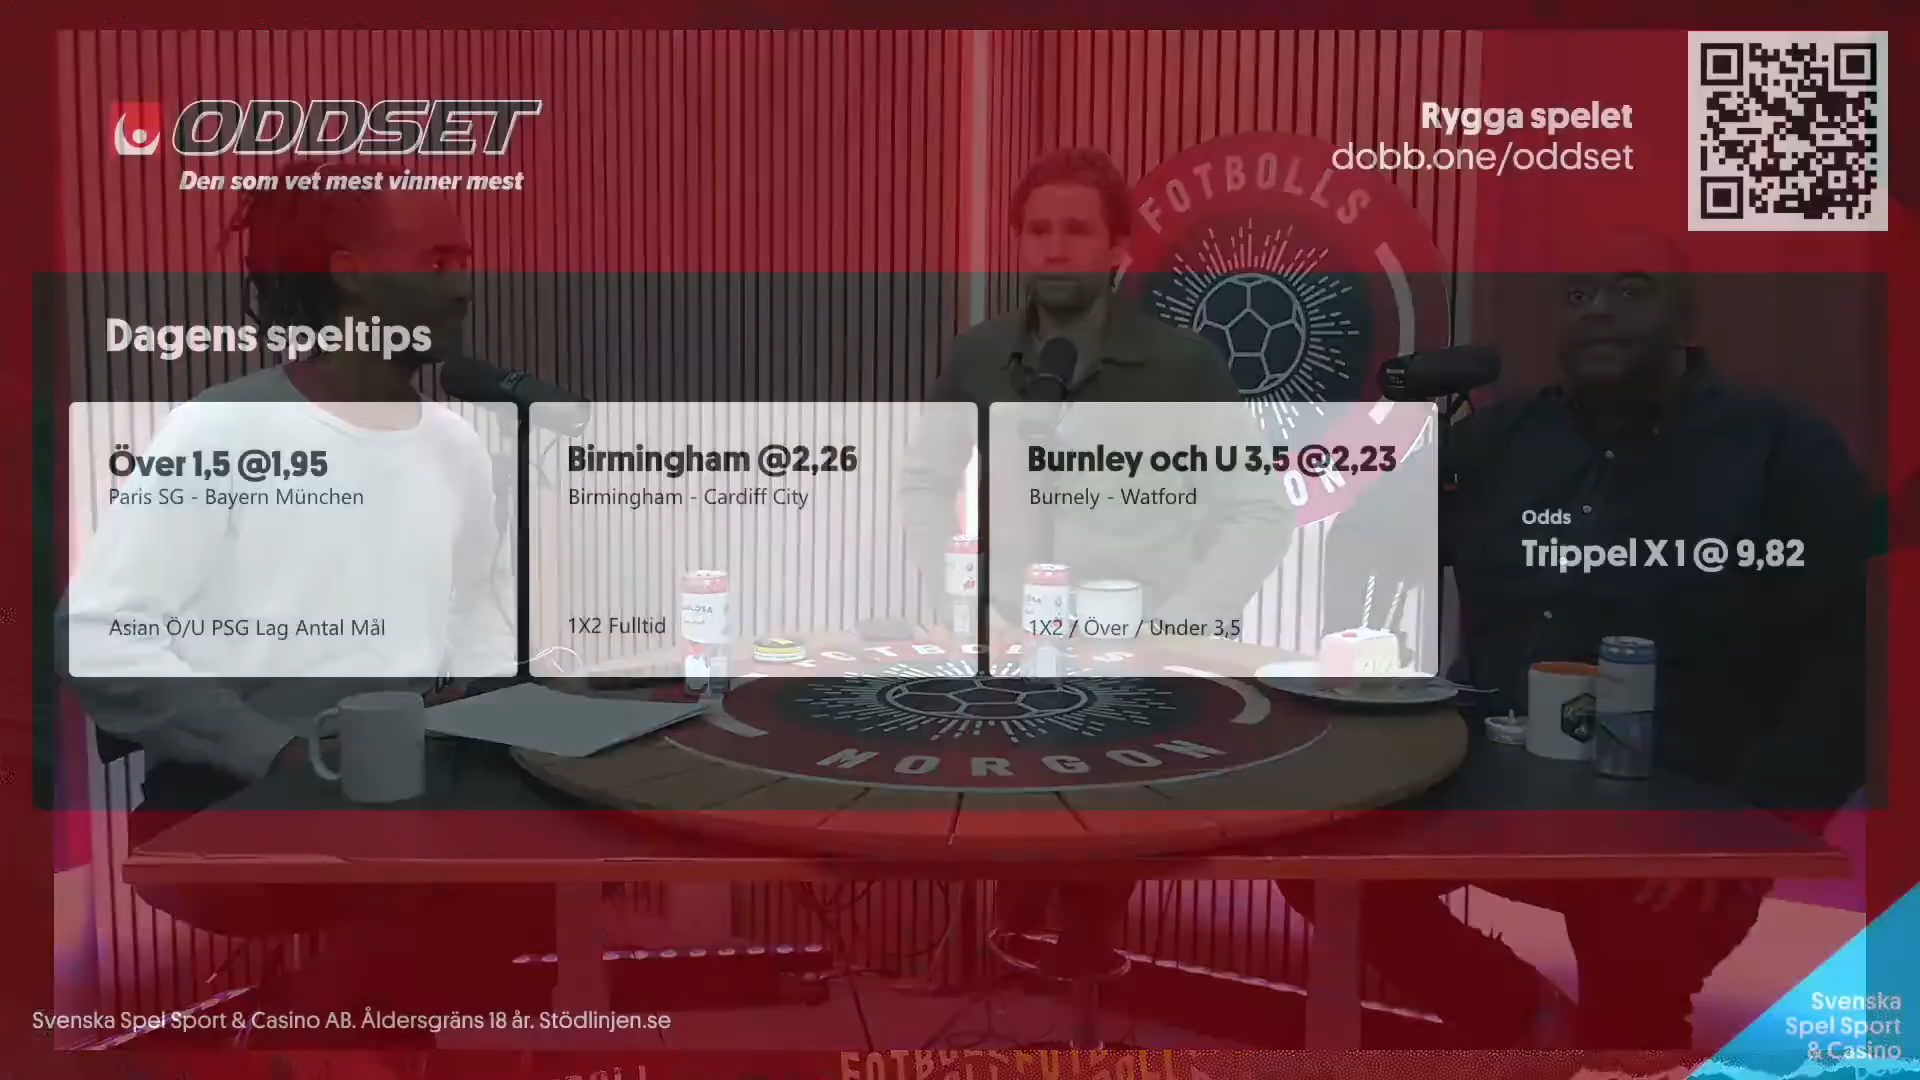 ODDSET
Den som vet mest vinner mest
Rygga spelet
dobb.one/oddset
FOTBOLLS
Dagens speltips
Över 1,5 @1,95
Paris SG - Bayern München
Asian Ö/U PSG Lag Antal Mål
Birmingham @2,26
Birmingham - Cardiff City
1X2 Fulltid
Burnley och U 3,5 @2,23
Burnely - Watford
1X2 / Över / Under 3,5
ON
Odds
Trippel X 1 @ 9,82
MORGON
Svenska Spel Sport & Casino AB. Åldersgräns 18 år. Stödlinjen.se
Svenska
Spel Sport
& Casino